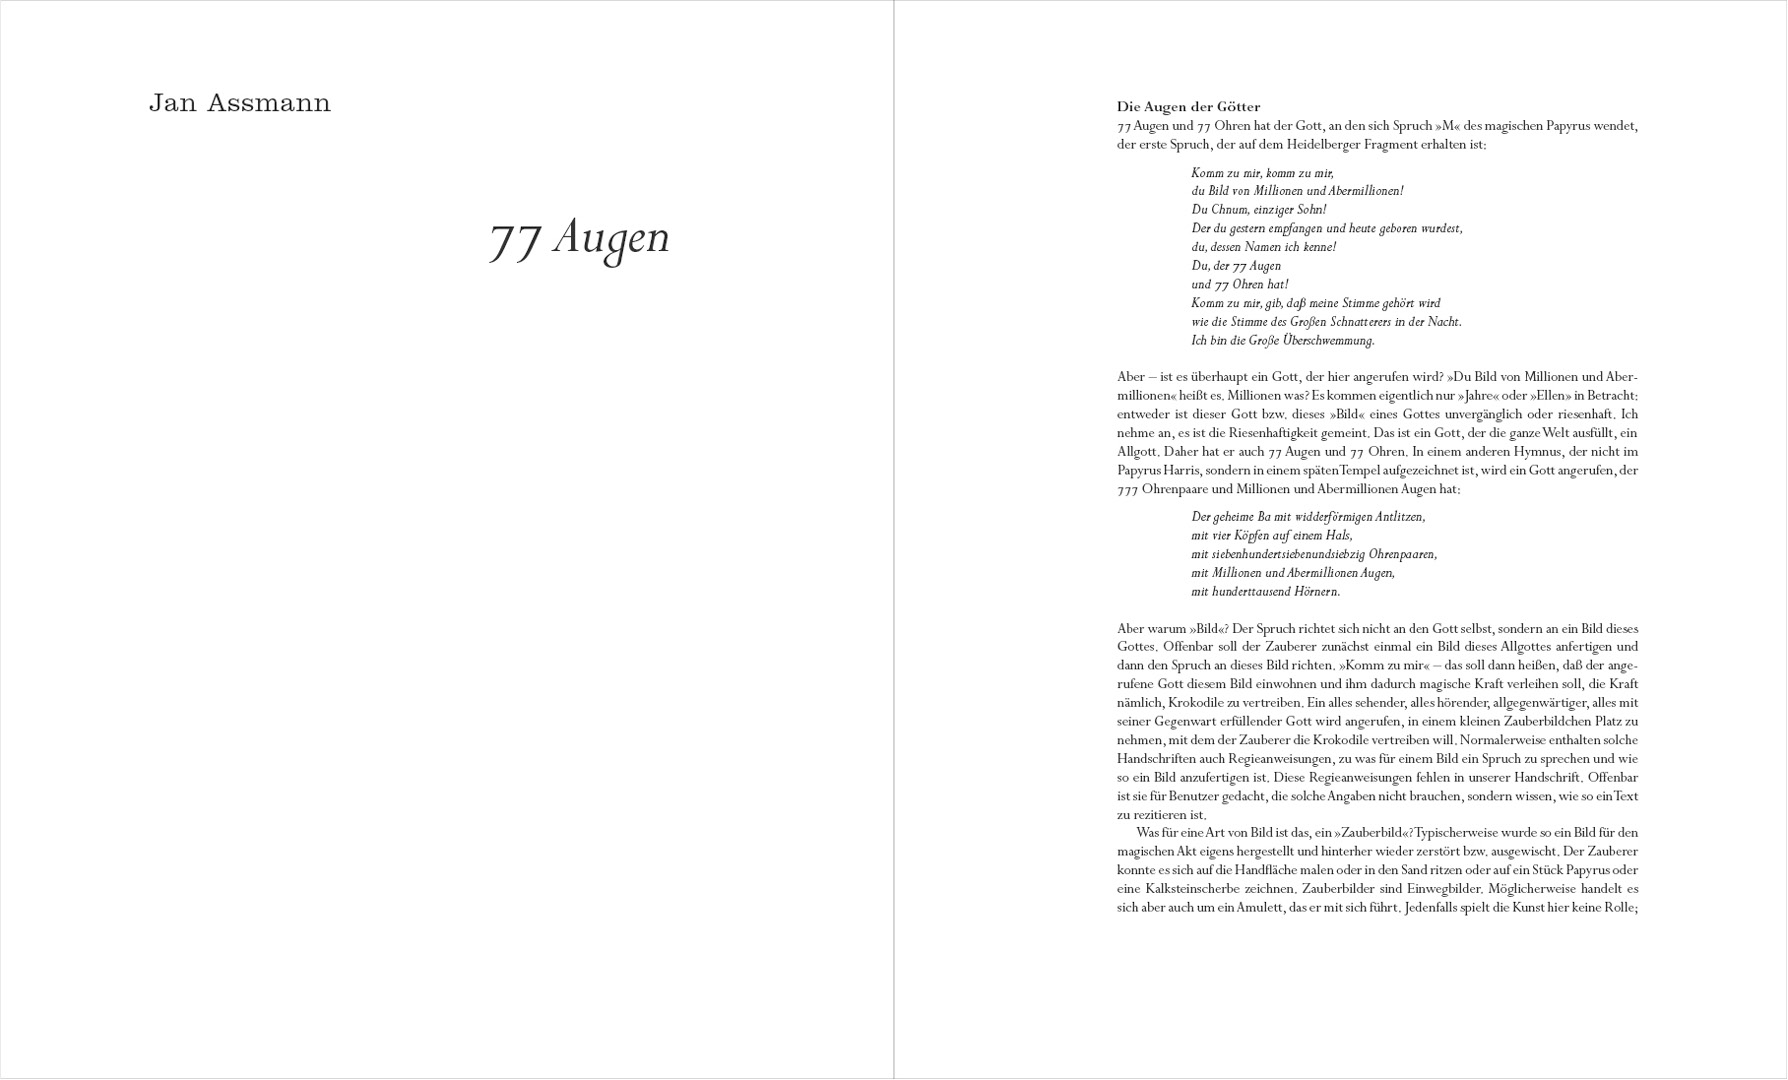 Jan Assmann
77 Augen
Die Augen der Götter
77 Augen und 77 Ohren hat der Gott, an den sich Spruch »M« des magischen Papyrus wendet,
der erste Spruch, der auf dem Heidelberger Fragment erhalten ist:
Komm zu mir, komm zu mir,
du Bild von Millionen und Abermillionen!
Du Chnum, einziger Sohn!
Der du gestern empfangen und heute geboren wurdest,
du, dessen Namen ich kenne!
Du, der 77 Augen
und 77 Ohren hat!
Komm zu mir, gib, daß meine Stimme gehört wird
wie die Stimme des Großen Schnatterers in der Nacht.
Ich bin die Große Überschwemmung.
Aber – ist es überhaupt ein Gott, der hier angerufen wird? »Du Bild von Millionen und Aber-
millionen« heißt es. Millionen was? Es kommen eigentlich nur »Jahre« oder »Ellen» in Betracht:
entweder ist dieser Gott bzw. dieses »Bild« eines Gottes unvergänglich oder riesenhaft. Ich
nehme an, es ist die Riesenhaftigkeit gemeint. Das ist ein Gott, der die ganze Welt ausfüllt, ein
Allgott. Daher hat er auch 77 Augen und 77 Ohren. In einem anderen Hymnus, der nicht im
Papyrus Harris, sondern in einem späten Tempel aufgezeichnet ist, wird ein Gott angerufen, der
777 Ohrenpaare und Millionen und Abermillionen Augen hat:
Der geheime Ba mit widderförmigen Antlitzen,
mit vier Köpfen auf einem Hals,
mit siebenhundertsiebenundsiebzig Ohrenpaaren,
mit Millionen und Abermillionen Augen,
mit hunderttausend Hörnern.
Aber warum »Bild«? Der Spruch richtet sich nicht an den Gott selbst, sondern an ein Bild dieses
Gottes. Offenbar soll der Zauberer zunächst einmal ein Bild dieses Allgottes anfertigen und
dann den Spruch an dieses Bild richten. »Komm zu mir« – das soll dann heißen, daß der ange-
rufene Gott diesem Bild einwohnen und ihm dadurch magische Kraft verleihen soll, die Kraft
nämlich, Krokodile zu vertreiben. Ein alles sehender, alles hörender, allgegenwärtiger, alles mit
seiner Gegenwart erfüllender Gott wird angerufen, in einem kleinen Zauberbildchen Platz zu
nehmen, mit dem der Zauberer die Krokodile vertreiben will. Normalerweise enthalten solche
Handschriften auch Regieanweisungen, zu was für einem Bild ein Spruch zu sprechen und wie
so ein Bild anzufertigen ist. Diese Regieanweisungen fehlen in unserer Handschrift. Offenbar
ist sie für Benutzer gedacht, die solche Angaben nicht brauchen, sondern wissen, wie so ein Text
zu rezitieren ist.
Was für eine Art von Bild ist das, ein »Zauberbild«? Typischerweise wurde so ein Bild für den
magischen Akt eigens hergestellt und hinterher wieder zerstört bzw. ausgewischt. Der Zauberer
konnte es sich auf die Handfläche malen oder in den Sand ritzen oder auf ein Stück Papyrus oder
eine Kalksteinscherbe zeichnen. Zauberbilder sind Einwegbilder. Möglicherweise handelt es
sich aber auch um ein Amulett, das er mit sich führt. Jedenfalls spielt die Kunst hier keine Rolle;